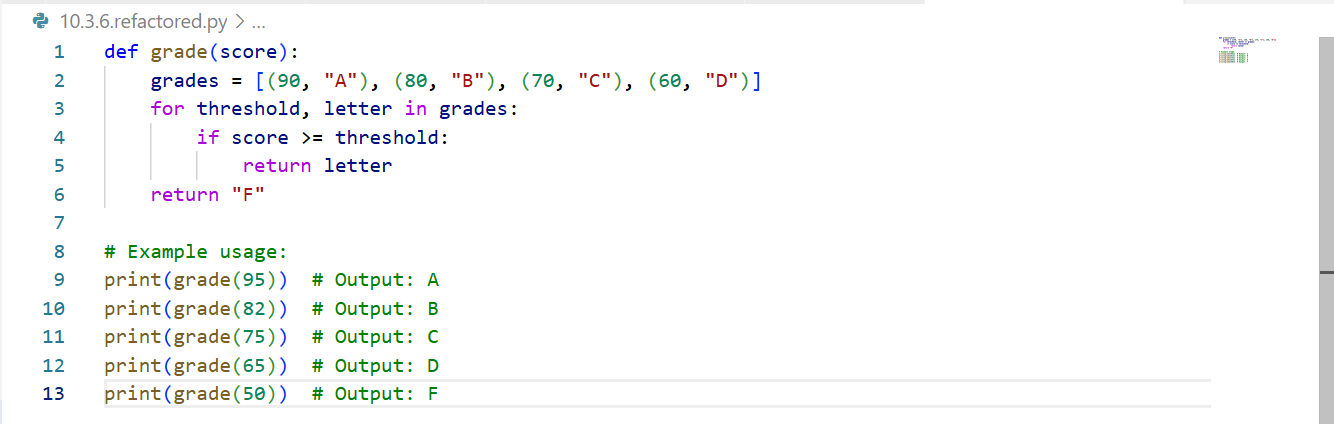 10.3.6.refactored.py > ...
1 def grade(score):
2     grades = [(90, "A"), (80, "B"), (70, "C"), (60, "D")]
3     for threshold, letter in grades:
4         if score >= threshold:
5             return letter
6     return "F"
7
8 # Example usage:
9 print(grade(95))  # Output: A
10 print(grade(82))  # Output: B
11 print(grade(75))  # Output: C
12 print(grade(65))  # Output: D
13 print(grade(50))  # Output: F